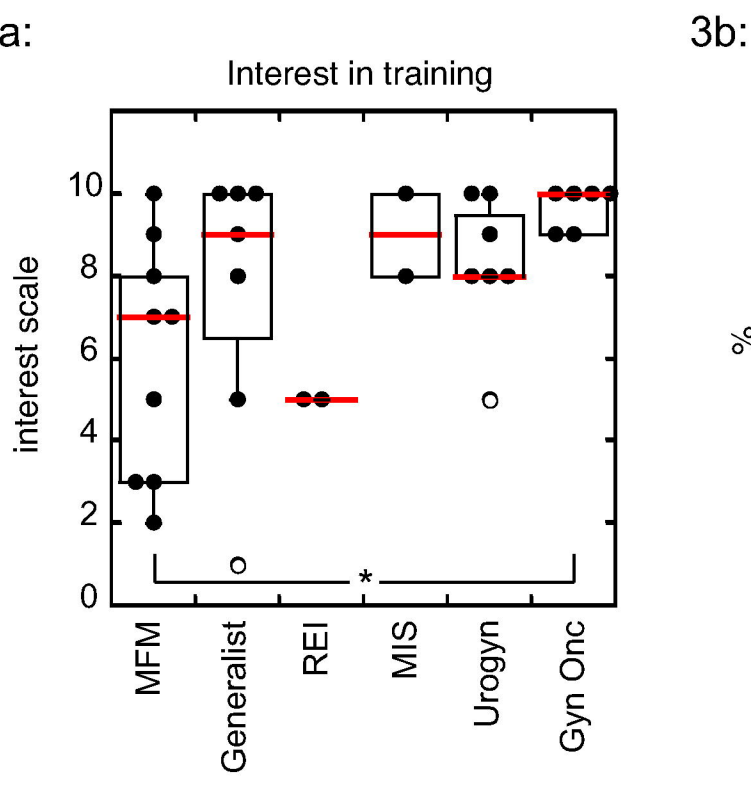 a:
3b:
Interest in training
interest scale
10
8
6
4
2
0
*
%
MFM
Generalist
REI
MIS
Urogyn
Gyn Onc